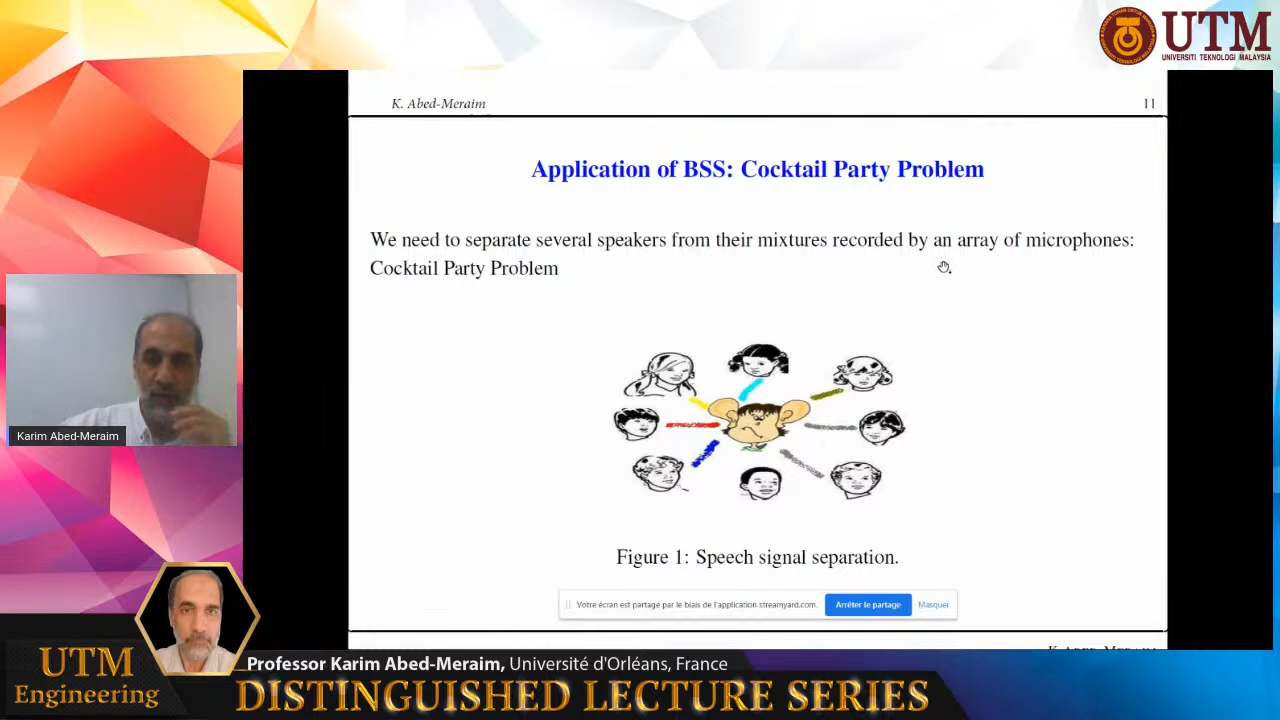 UTM
UNIVERSITI TEKNOLOGI MALAYSIA
K. Abed-Meraim
11
Application of BSS: Cocktail Party Problem
We need to separate several speakers from their mixtures recorded by an array of microphones:
Cocktail Party Problem
Karim Abed-Meraim
Figure 1: Speech signal separation.
Votre écran est partagé par le biais de l'application streamyard.com.
Arrêter le partage
Masquer
UTM
Engineering
Professor Karim Abed-Meraim, Université d'Orléans, France
DISTINGUISHED LECTURE SERIES